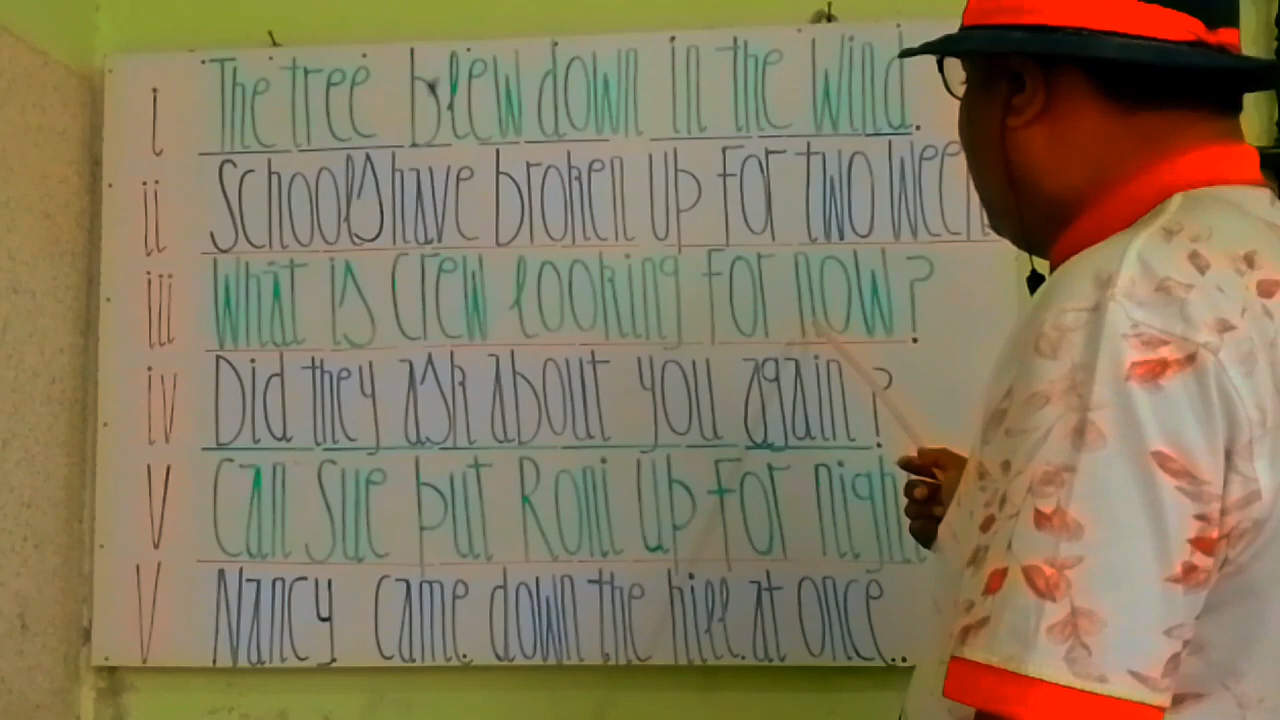 i The tree blew down in the wind.
ii Schools have broken up for two
iii What is crew looking for now?
iv Did they ask about you again?
V Can Sue put Roni up for
V Nancy came down the hill at once..